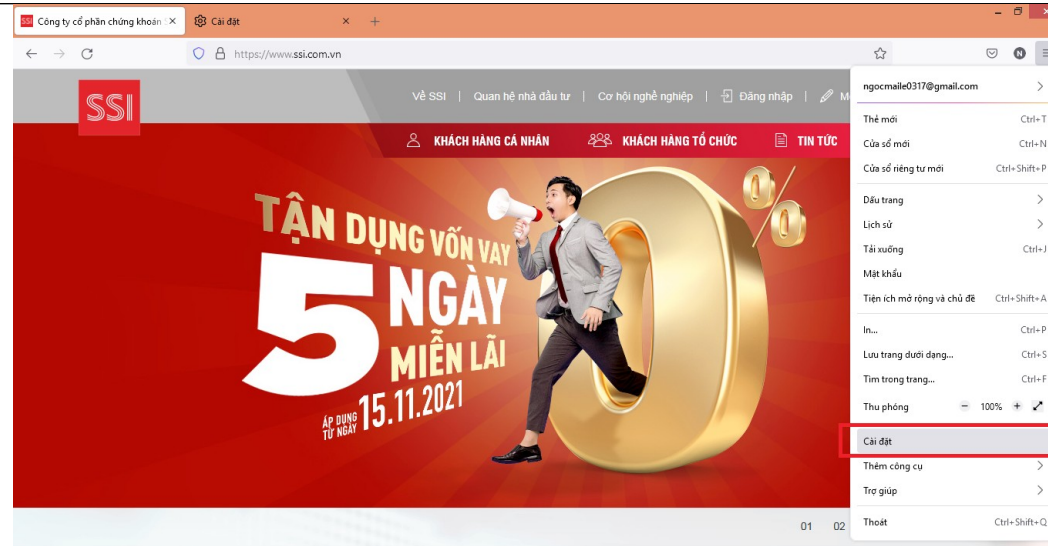 SSI Công ty cổ phần chứng khoán
Cài đặt
https://www.ssi.com.vn
SSI
Về SSI | Quan hệ nhà đầu tư | Cơ hội nghề nghiệp | Đăng nhập |
KHÁCH HÀNG CÁ NHÂN
KHÁCH HÀNG TỔ CHỨC
TIN TỨC
TẬN DỤNG VỐN VAY
5 NGÀY
MIỄN LÃI
ÁP DỤNG
TỪ NGÀY
15.11.2021
0%
01 02
N
ngocmaile0317@gmail.com
Thẻ mới Ctrl+T
Cửa sổ mới Ctrl+N
Cửa sổ riêng tư mới Ctrl+Shift+P
Dấu trang
Lịch sử
Tải xuống Ctrl+J
Mật khẩu
Tiện ích mở rộng và chủ đề Ctrl+Shift+A
In... Ctrl+P
Lưu trang dưới dạng... Ctrl+S
Tìm trong trang... Ctrl+F
Thu phóng − 100% +
Cài đặt
Thêm công cụ
Trợ giúp
Thoát Ctrl+Shift+Q